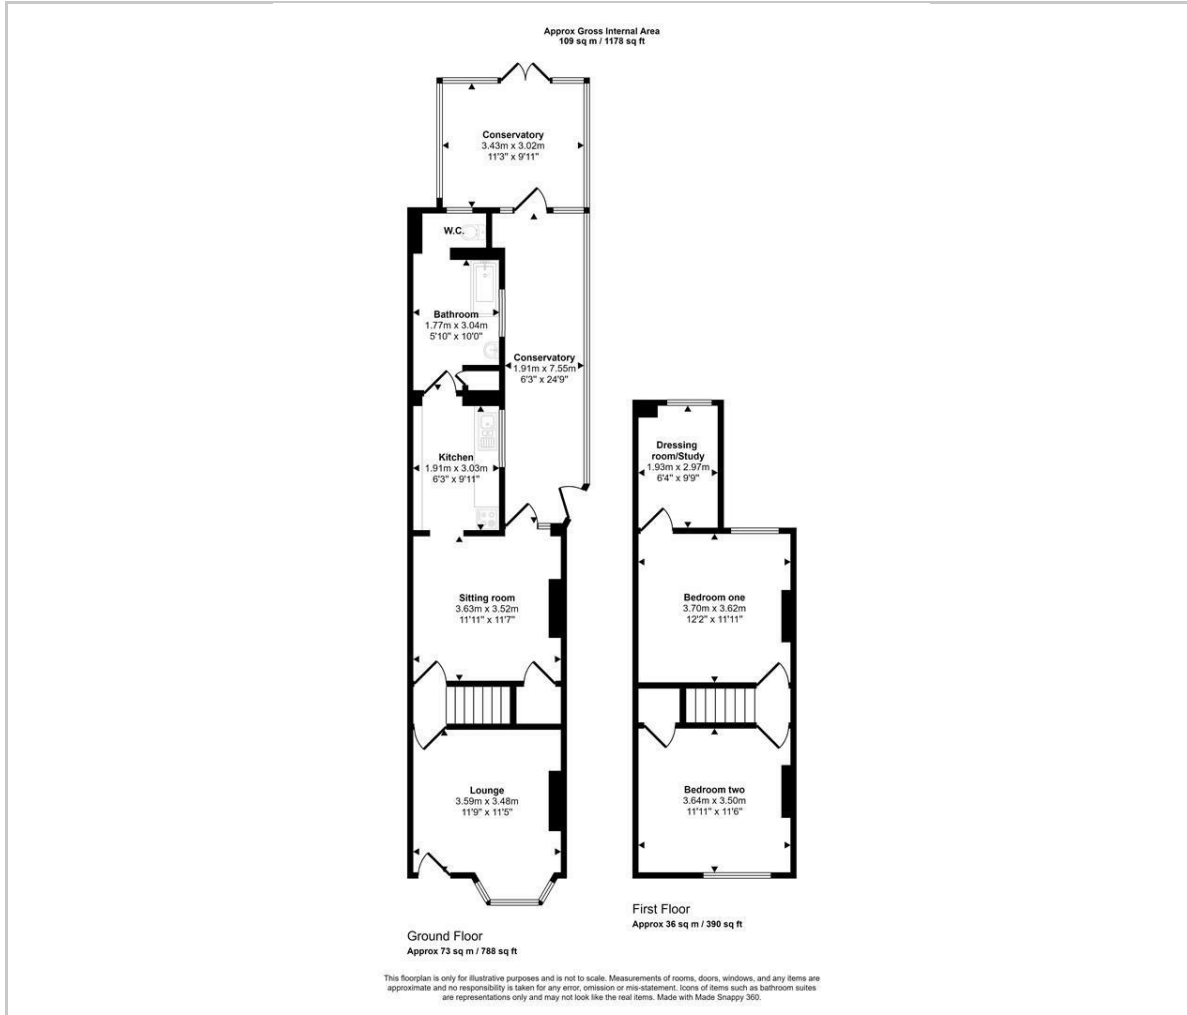 Approx Gross Internal Area
109 sq m / 1178 sq ft
Conservatory
3.43m x 3.02m
11'3" x 9'11"
W.C.
Bathroom
1.77m x 3.04m
5'10" x 10'0"
Conservatory
1.91m x 7.55m
6'3" x 24'9"
Kitchen
1.91m x 3.03m
6'3" x 9'11"
Sitting room
3.63m x 3.52m
11'11" x 11'7"
Lounge
3.59m x 3.48m
11'9" x 11'5"
Ground Floor
Approx 73 sq m / 788 sq ft
Dressing
room/Study
1.93m x 2.97m
6'4" x 9'9"
Bedroom one
3.70m x 3.62m
12'2" x 11'11"
Bedroom two
3.64m x 3.50m
11'11" x 11'6"
First Floor
Approx 36 sq m / 390 sq ft
This floorplan is only for illustrative purposes and is not to scale. Measurements of rooms, doors, windows, and any items are
approximate and no responsibility is taken for any error, omission or mis-statement. Icons of items such as bathroom suites
are representations only and may not look like the real items. Made with Made Snappy 360.